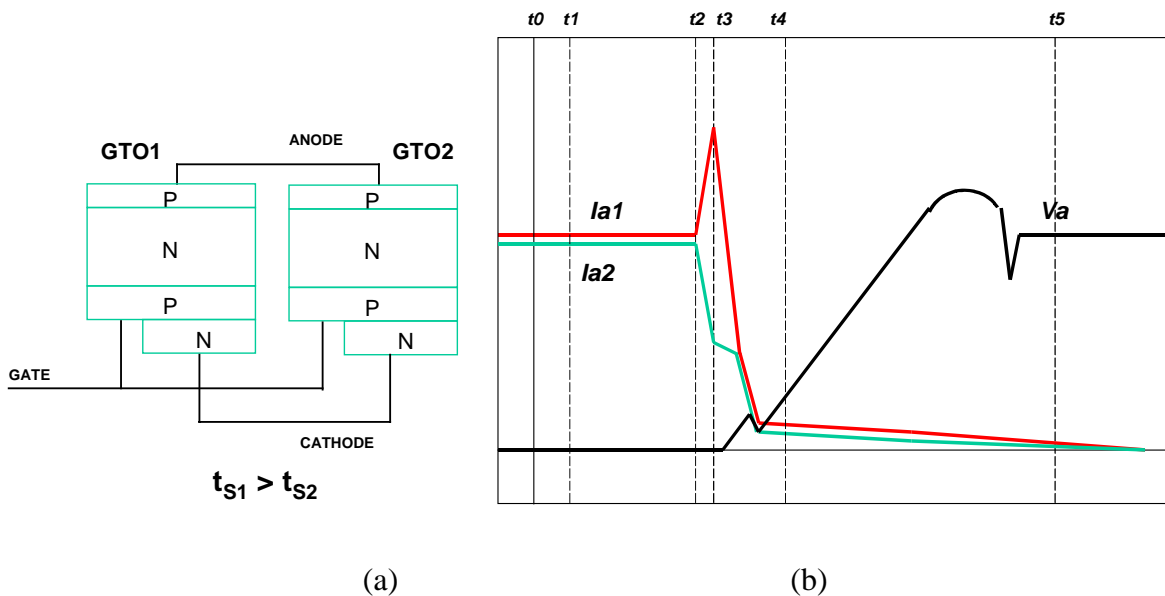 t0 t1 t2 t3 t4 t5
ANODE
GTO1 GTO2
P P
N N
P P
N N
GATE
CATHODE
tS1 > tS2
Ia1
Ia2
Va
(a) (b)